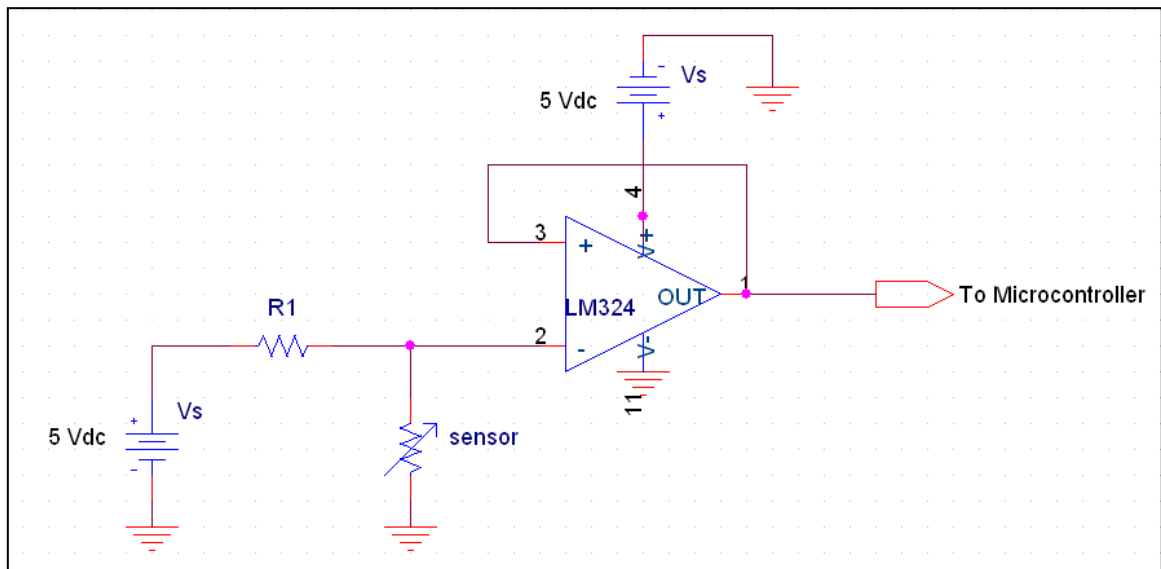 -
Vs
5 Vdc
+
4
3
+
V+
1
OUT
To Microcontroller
LM324
R1
2
-
V-
11
+
Vs
5 Vdc
-
sensor